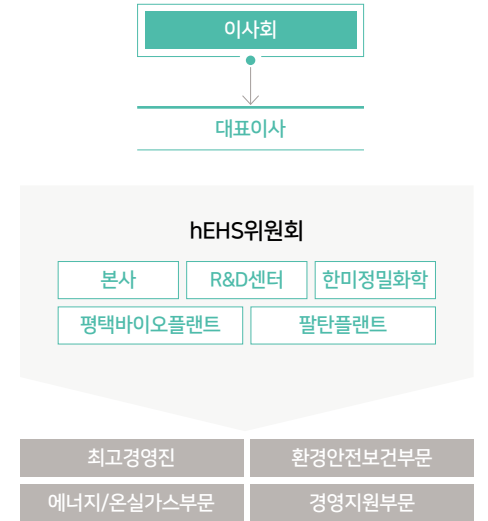 이사회
대표이사
hEHS위원회
본사 R&D센터 한미정밀화학
평택바이오플랜트 팔탄플랜트
최고경영진 환경안전보건부문
에너지/온실가스부문 경영지원부문